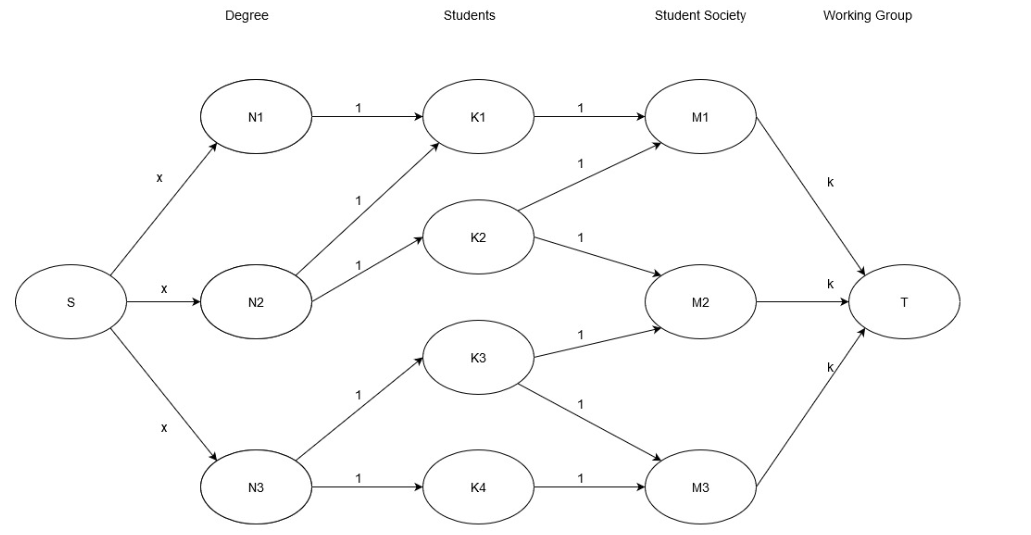 Degree Students Student Society Working Group
N1 1 K1 1 M1
x 1 1 k
K2 1
S x N2 1 M2 k T
1 K3 1
1 1 k
x
N3 1 K4 1 M3